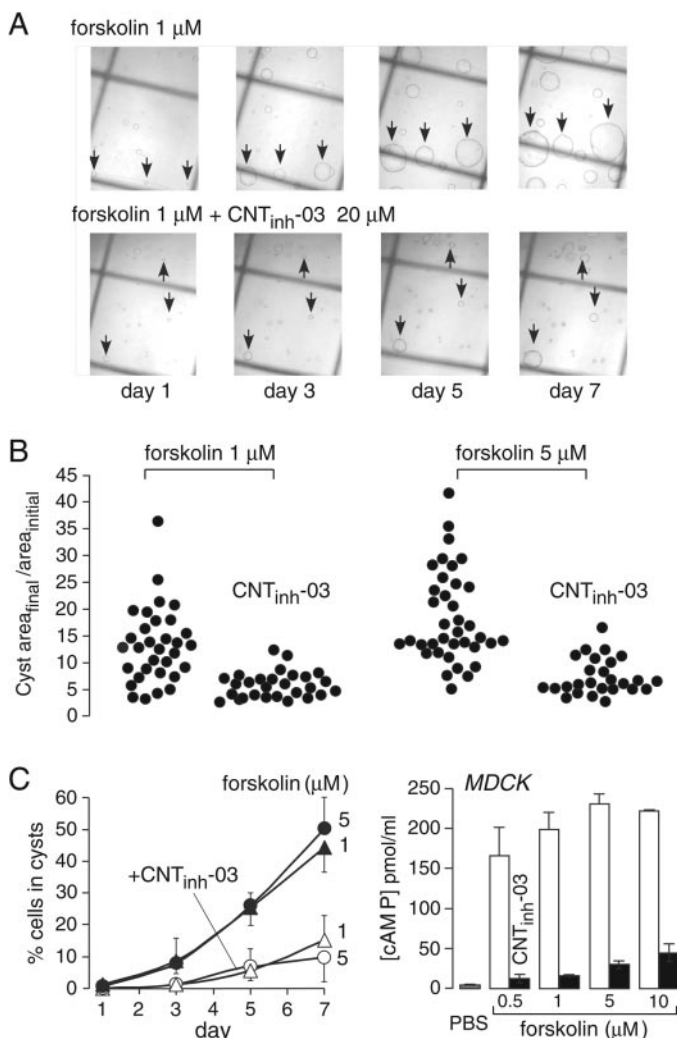 A
forskolin 1 μM
forskolin 1 μM + CNTinh-03 20 μM
day 1 day 3 day 5 day 7
B
forskolin 1 μM forskolin 5 μM
45
40
35
30
25
20
15
10
5
0
Cyst areafinal/areainitial
CNTinh-03 CNTinh-03
C
forskolin (μM)
60
50
40
30
20
10
0
% cells in cysts
5
1
+CNTinh-03
1
5
1 2 3 4 5 6 7
day
MDCK
250
200
150
100
50
0
[cAMP] pmol/ml
CNTinh-03
0.5 1 5 10
PBS forskolin (μM)